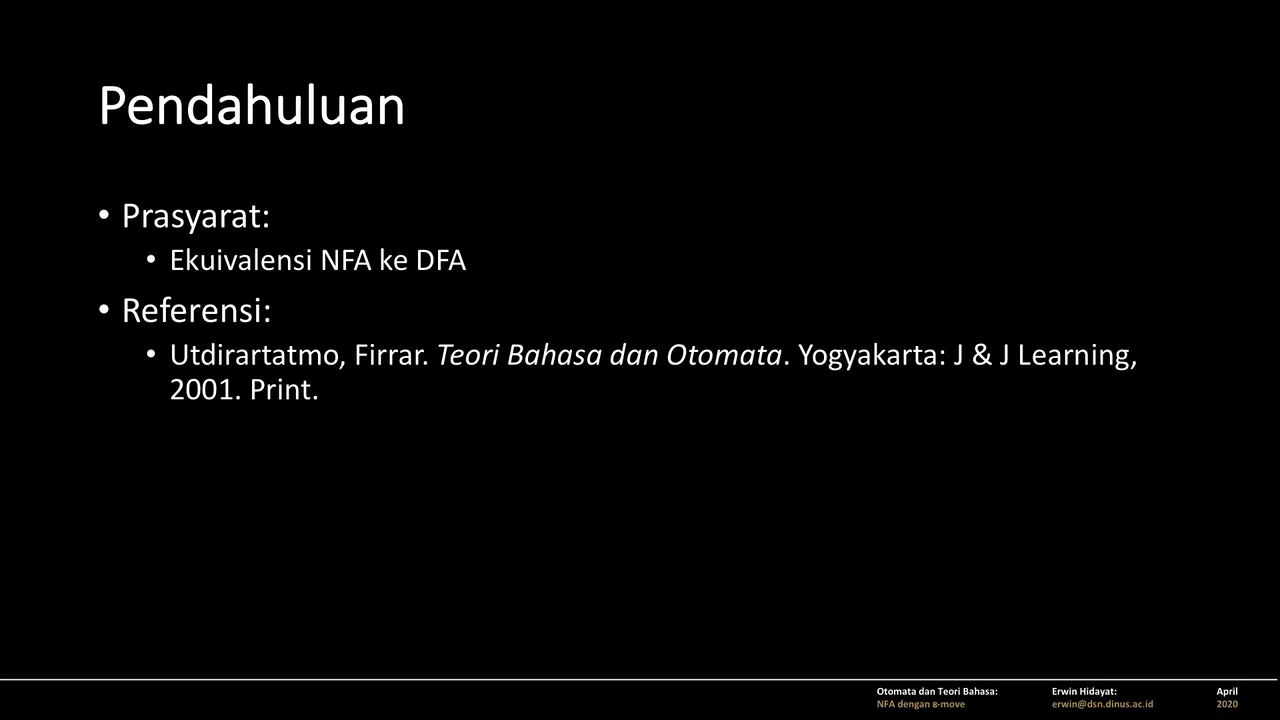 Pendahuluan
• Prasyarat:
• Ekuivalensi NFA ke DFA
• Referensi:
• Utdirartatmo, Firrar. Teori Bahasa dan Otomata. Yogyakarta: J & J Learning,
2001. Print.
Otomata dan Teori Bahasa:
NFA dengan ε-move
Erwin Hidayat:
erwin@dsn.dinus.ac.id
April
2020